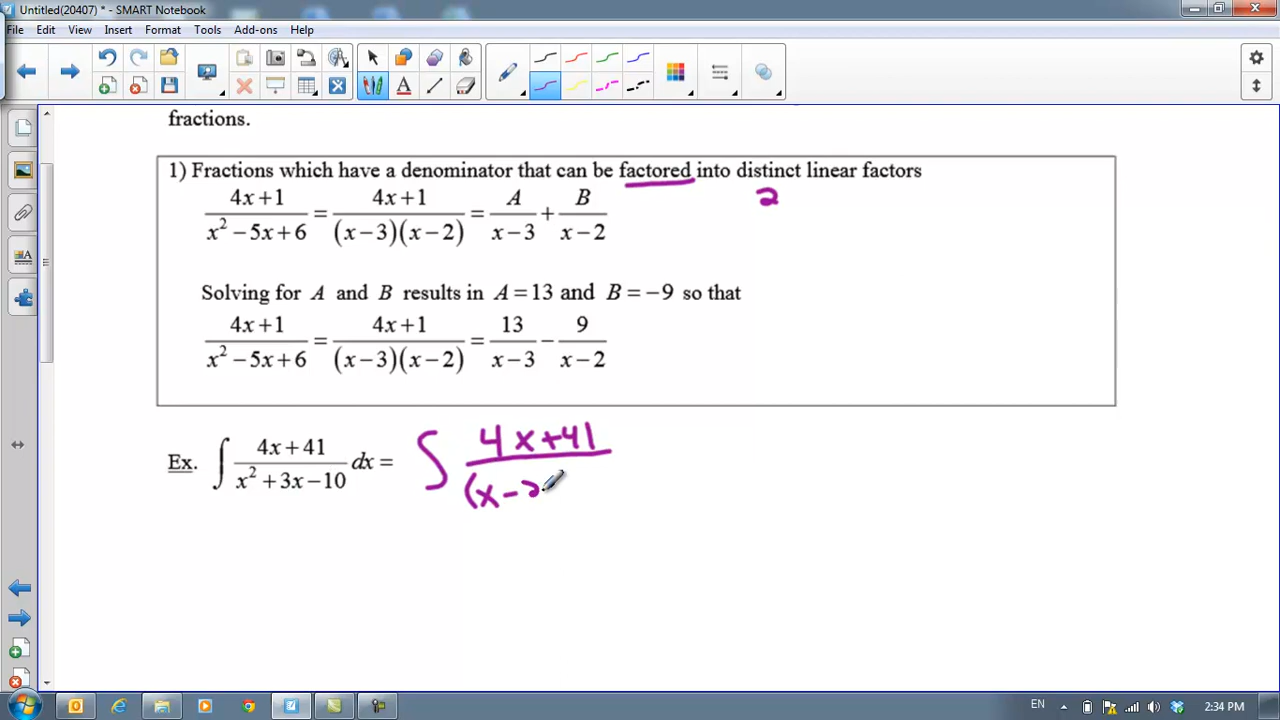 Untitled(20407) * - SMART Notebook
File Edit View Insert Format Tools Add-ons Help
fractions.
1) Fractions which have a denominator that can be factored into distinct linear factors
2
(4x+1)/(x² −5x+6) = (4x+1)/((x−3)(x−2)) = A/(x−3) + B/(x−2)
Solving for A and B results in A=13 and B=−9 so that
(4x+1)/(x² −5x+6) = (4x+1)/((x−3)(x−2)) = 13/(x−3) − 9/(x−2)
Ex. ∫ (4x+41)/(x² +3x−10) dx = ∫ (4x+41)/((x−2
EN 2:34 PM